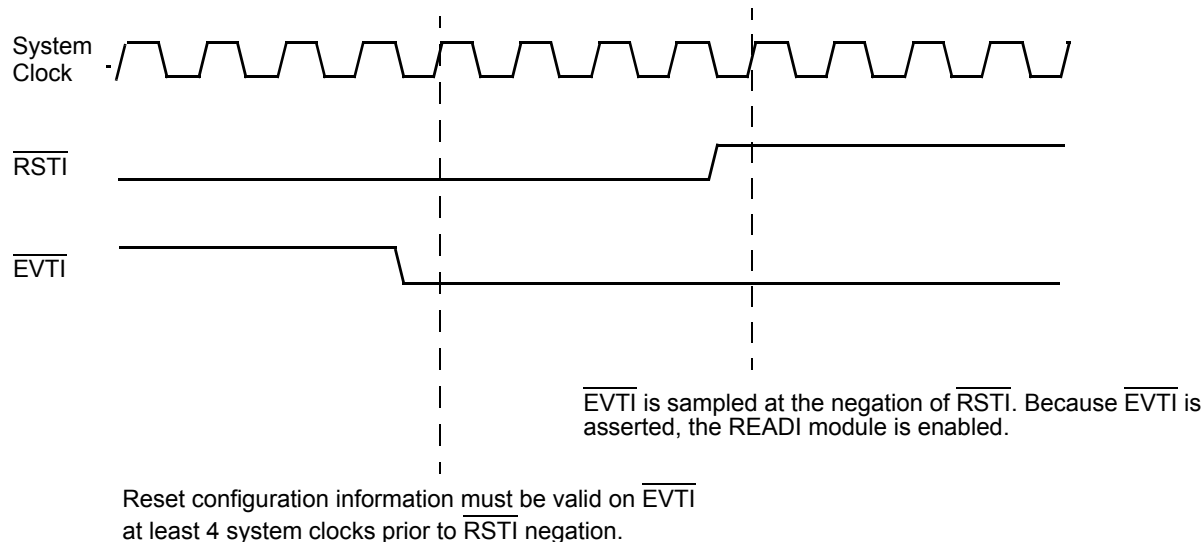 System
Clock
RSTI
EVTI
EVTI is sampled at the negation of RSTI. Because EVTI is
asserted, the READI module is enabled.
Reset configuration information must be valid on EVTI
at least 4 system clocks prior to RSTI negation.